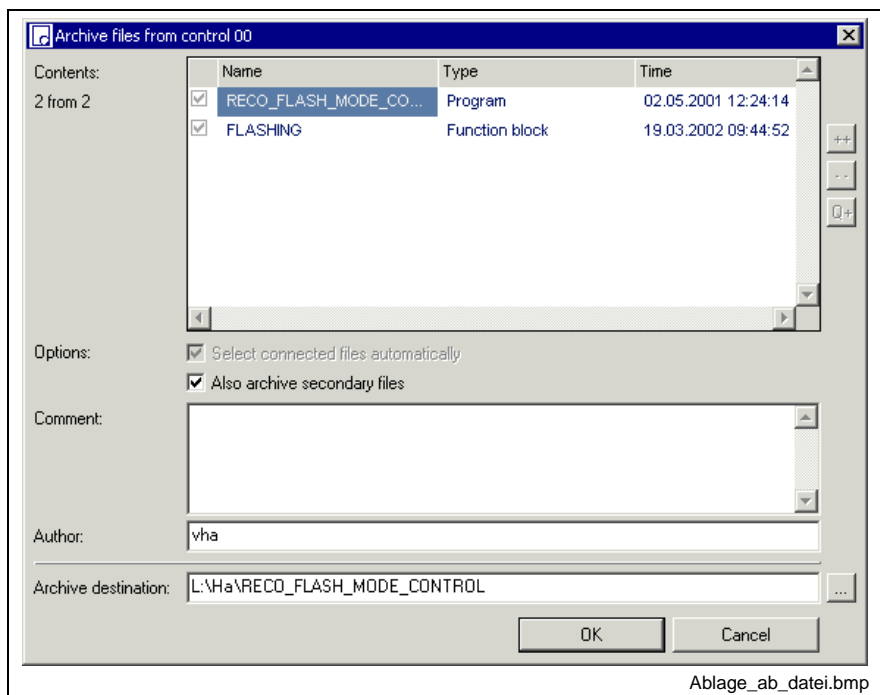 Archive files from control 00
Contents: Name Type Time
2 from 2 RECO_FLASH_MODE_CO... Program 02.05.2001 12:24:14
FLASHING Function block 19.03.2002 09:44:52
++
--
Q+
Options: Select connected files automatically
Also archive secondary files
Comment:
Author: vha
Archive destination: L:\Ha\RECO_FLASH_MODE_CONTROL ...
OK Cancel
Ablage_ab_datei.bmp